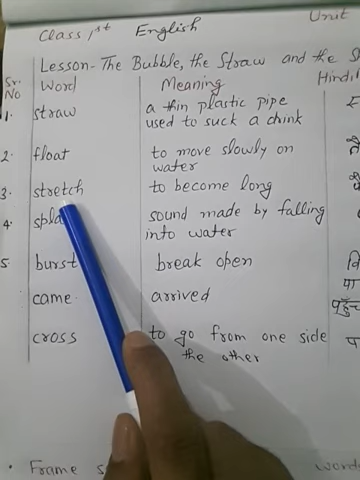 Class 1st English Unit
Lesson- The Bubble, the Straw and the
Sr. No Word Meaning Hindi
1. straw a thin plastic pipe
used to suck a drink
2. float to move slowly on
water
3. stretch to become long
4. sound made by falling
into water
5 burst break open
came arrived
cross to go from one side
the other
Frame word